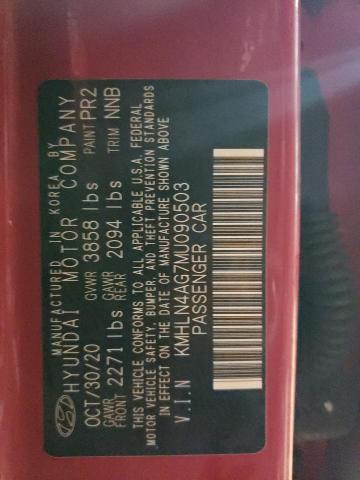 MANUFACTURED IN KOREA BY
HYUNDAI MOTOR COMPANY
OCT/30/20 GVWR 3858 lbs PAINT PR2
GAWR FRONT 2271 lbs GAWR REAR 2094 lbs TRIM NNB
THIS VEHICLE CONFORMS TO ALL APPLICABLE U.S.A. FEDERAL
MOTOR VEHICLE SAFETY, BUMPER, AND THEFT PREVENTION STANDARDS
IN EFFECT ON THE DATE OF MANUFACTURE SHOWN ABOVE
V.I.N KMHLN4AG7MU090503
PASSENGER CAR